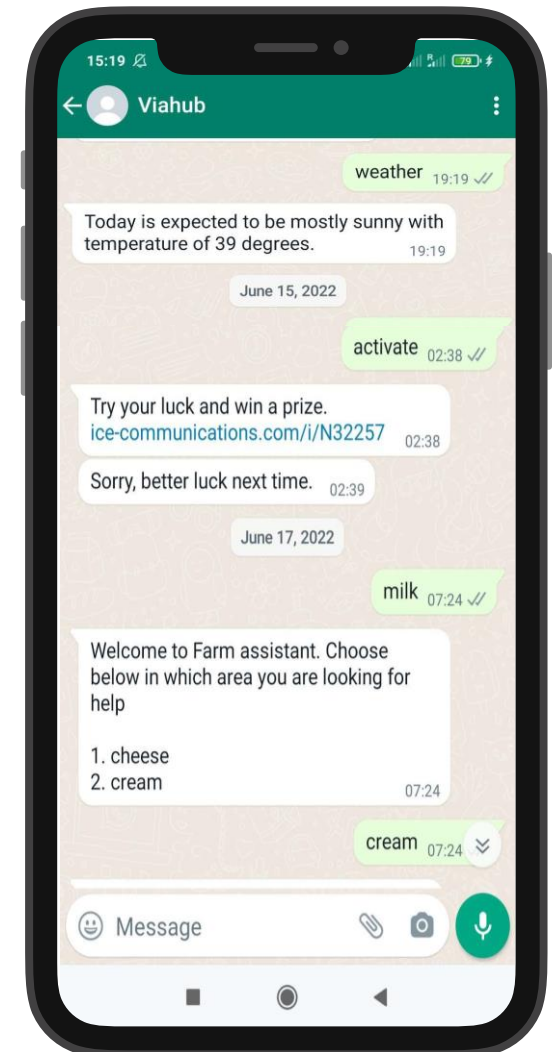 15:19
79
Viahub
weather 19:19
Today is expected to be mostly sunny with
temperature of 39 degrees. 19:19
June 15, 2022
activate 02:38
Try your luck and win a prize.
ice-communications.com/i/N32257 02:38
Sorry, better luck next time. 02:39
June 17, 2022
milk 07:24
Welcome to Farm assistant. Choose
below in which area you are looking for
help
1. cheese
2. cream 07:24
cream 07:24
Message